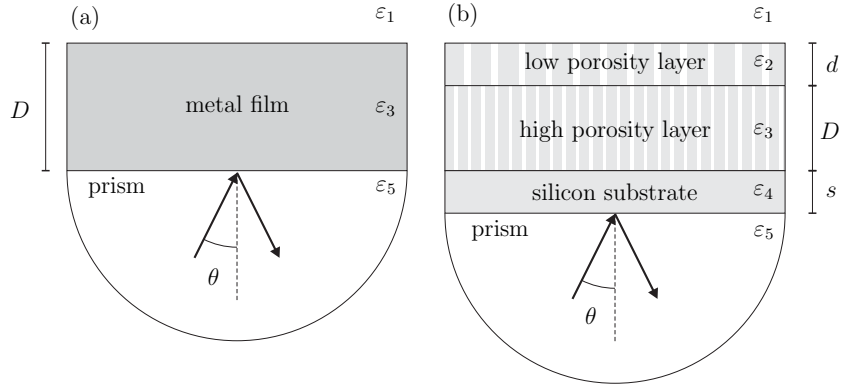 (a)
ε₁
D
metal film
ε₃
prism
ε₅
θ
(b)
ε₁
low porosity layer
ε₂
d
high porosity layer
ε₃
D
silicon substrate
ε₄
s
prism
ε₅
θ